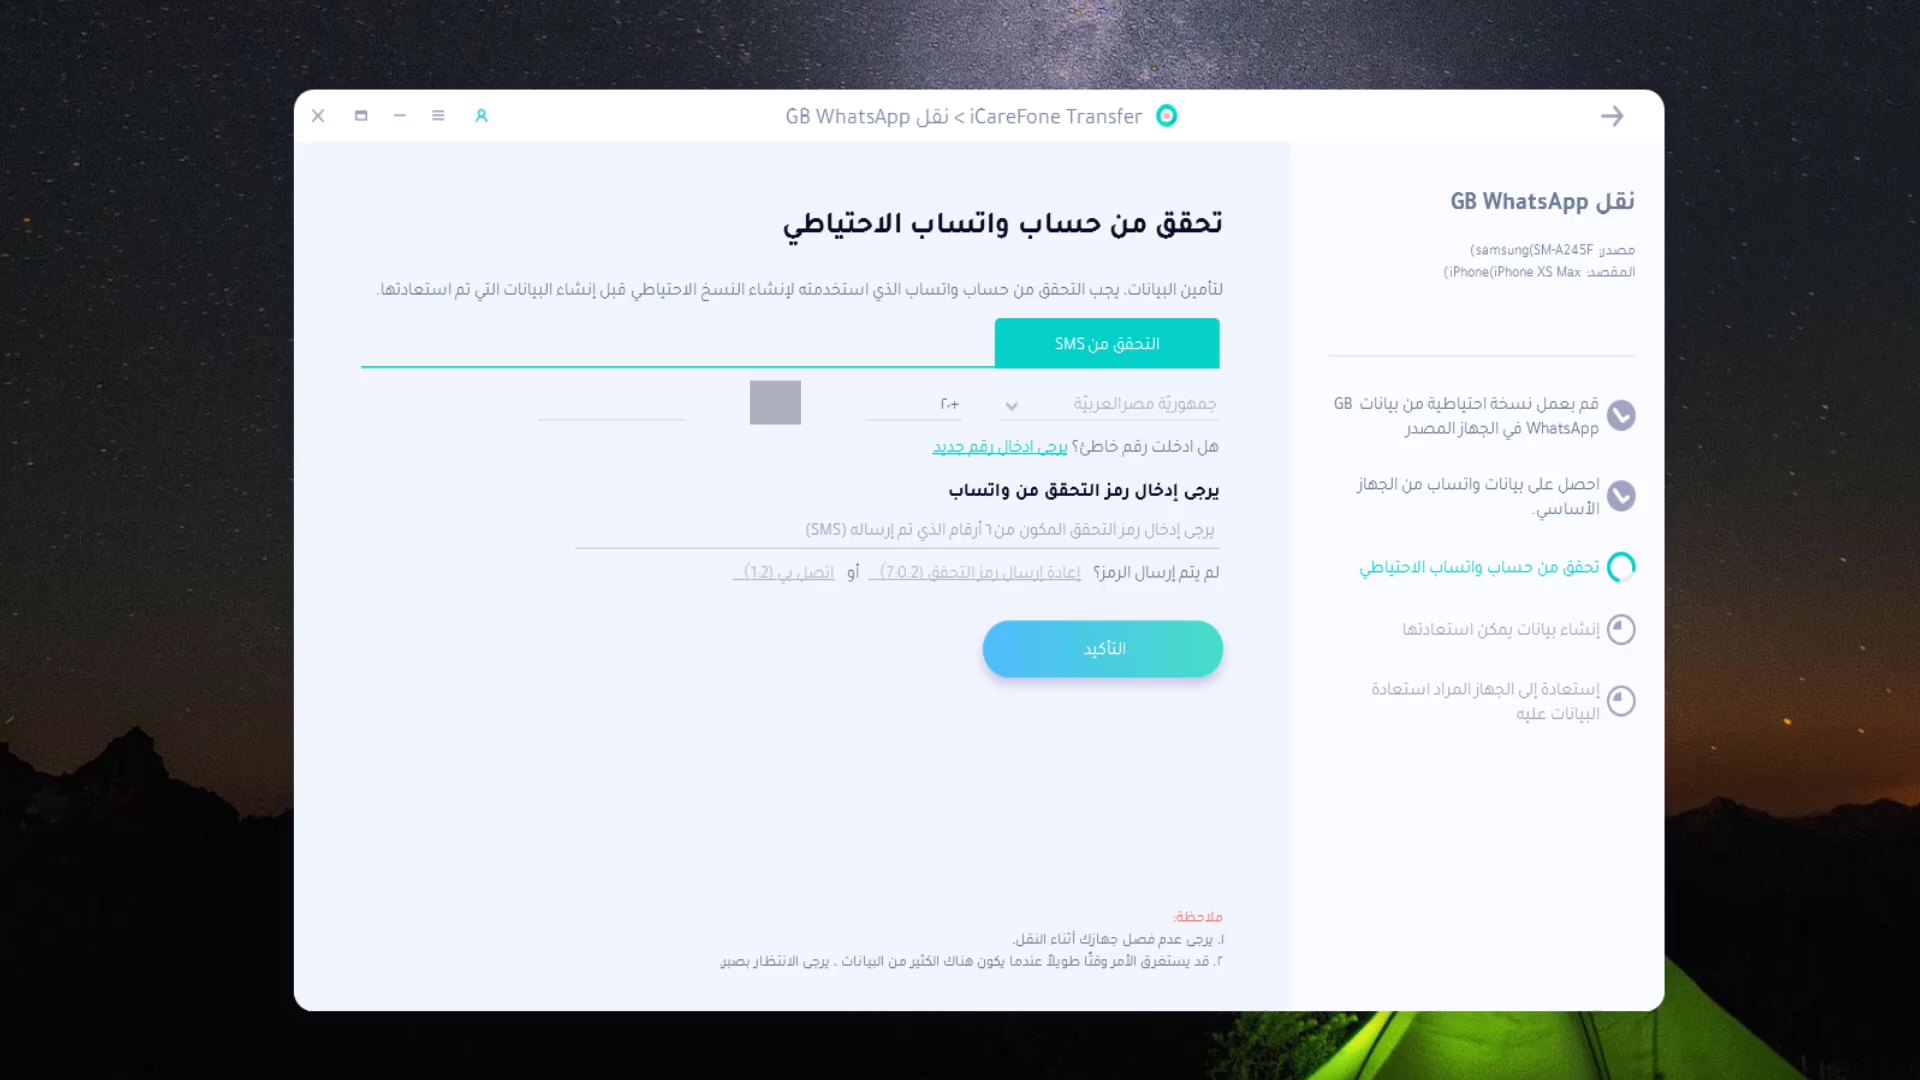 GB WhatsApp نقل < iCareFone Transfer
نقل GB WhatsApp
مصدر: samsung(SM-A245F)
المقصد: iPhone(iPhone XS Max)
قم بعمل نسخة احتياطية من بيانات GB
WhatsApp في الجهاز المصدر
احصل على بيانات واتساب من الجهاز
الأساسي.
تحقق من حساب واتساب الاحتياطي
إنشاء بيانات يمكن استعادتها
إستعادة إلى الجهاز المراد استعادة
البيانات عليه
تحقق من حساب واتساب الاحتياطي
لتأمين البيانات، يجب التحقق من حساب واتساب الذي استخدمته لإنشاء النسخ الاحتياطي قبل إنشاء البيانات التي تم استعادتها.
التحقق من SMS
جمهوريّة مصرالعربيّة +٢٠
هل ادخلت رقم خاطئ؟ يرجى ادخال رقم جديد
يرجى إدخال رمز التحقق من واتساب
يرجى إدخال رمز التحقق المكون من ٦ أرقام الذي تم إرساله (SMS)
لم يتم إرسال الرمز؟ إعادة إرسال رمز التحقق (7:0:2) أو اتصل بي (1:2)
التأكيد
ملاحظة:
١. يرجى عدم فصل جهازك أثناء النقل.
٢. قد يستغرق الأمر وقتًا طويلاً عندما يكون هناك الكثير من البيانات ، يرجى الانتظار بصبر.